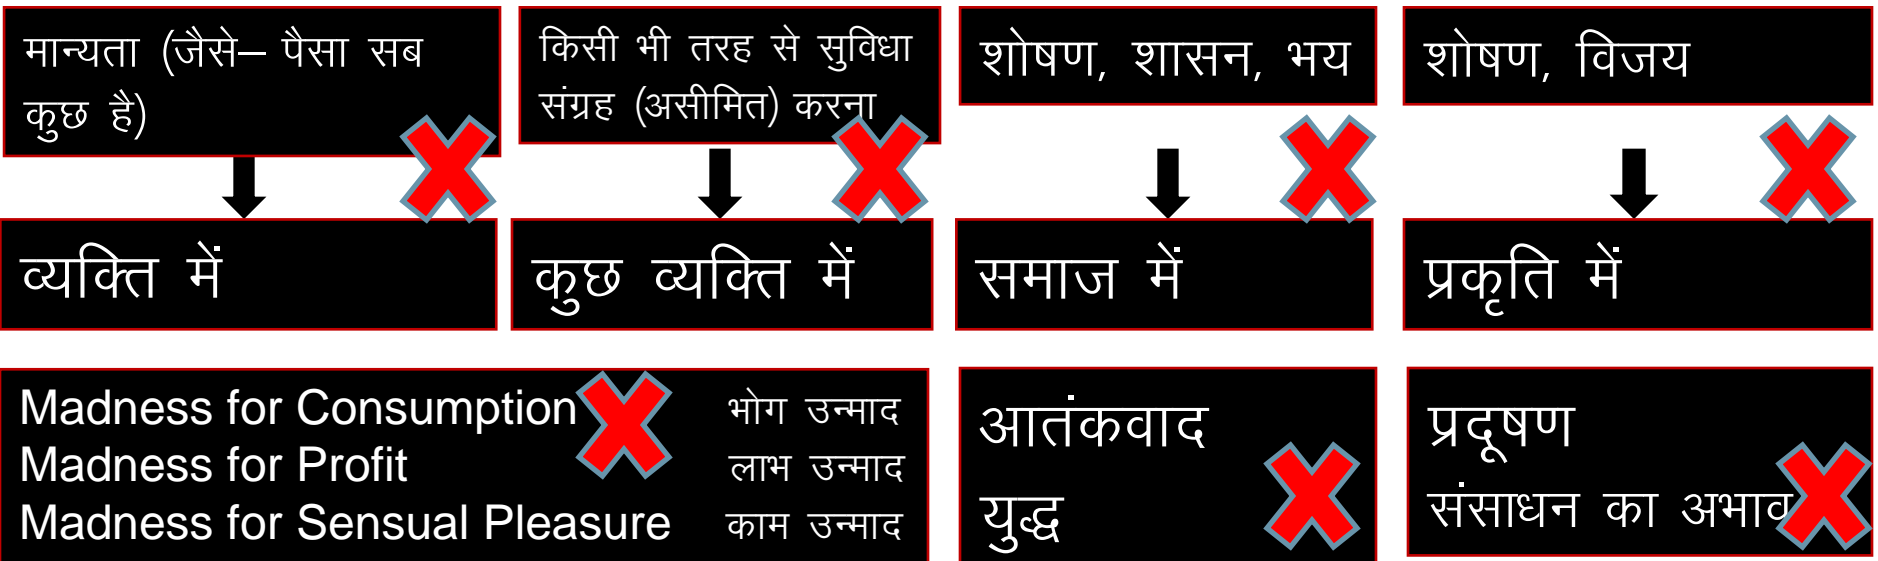 मान्यता (जैसे– पैसा सब
कुछ है)
किसी भी तरह से सुविधा
संग्रह (असीमित) करना
शोषण, शासन, भय
शोषण, विजय
व्यक्ति में
कुछ व्यक्ति में
समाज में
प्रकृति में
Madness for Consumption भोग उन्माद
Madness for Profit लाभ उन्माद
Madness for Sensual Pleasure काम उन्माद
आतंकवाद
युद्ध
प्रदूषण
संसाधन का अभाव